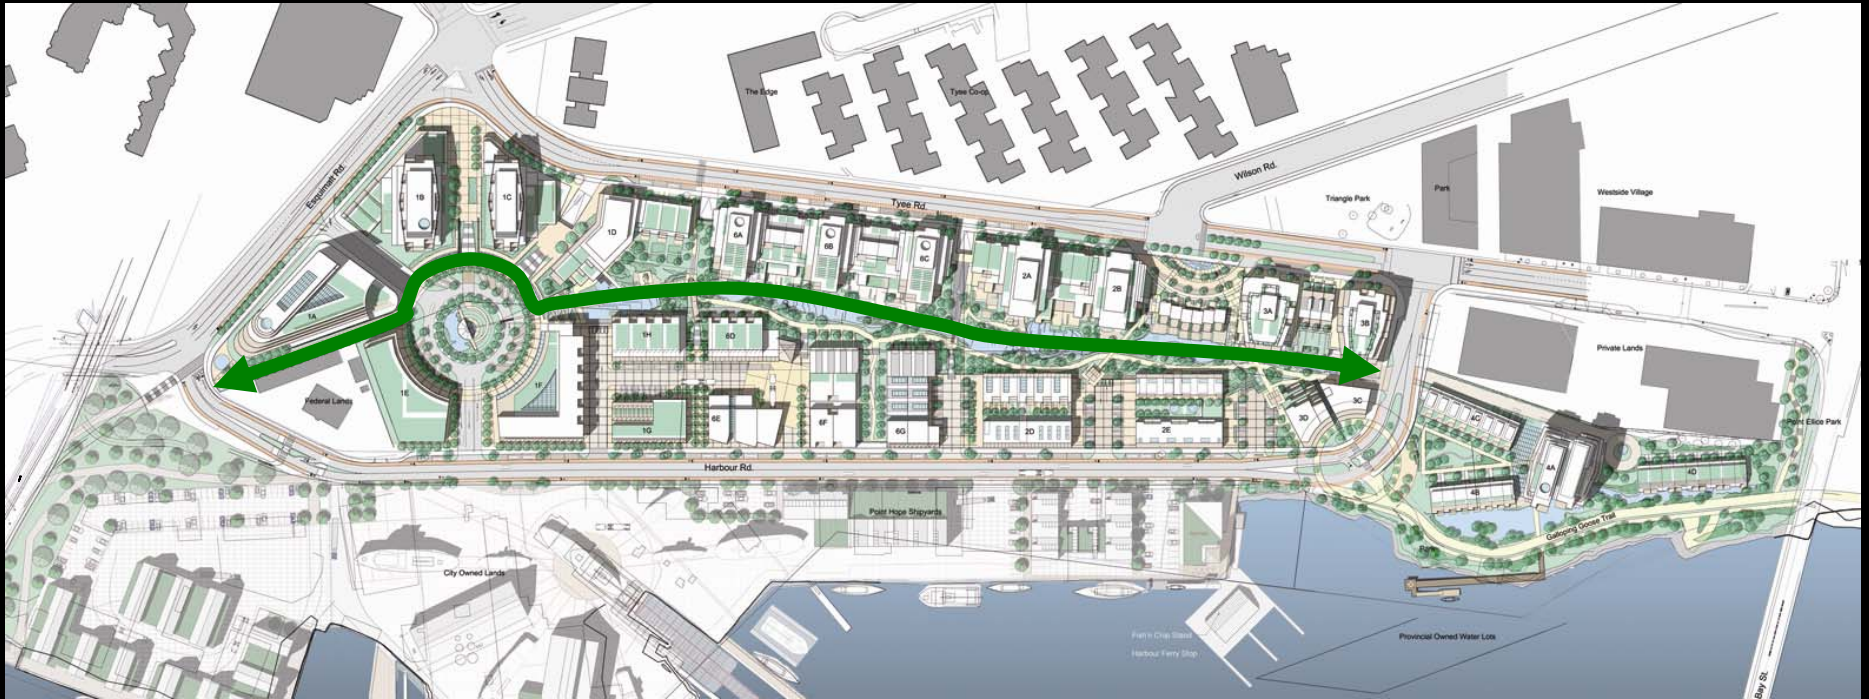 The Edge
Tyee Co-op
Esquimalt Rd.
Wilson Rd.
Tyee Rd.
Triangle Park
Park
Westside Village
1B
1C
1D
6A
6B
6C
2A
2B
3A
3B
1A
1H
6D
1E
1F
1G
6E
6F
6G
2D
2E
3D
3C
Private Lands
Federal Lands
4C
4A
4B
4D
Point Ellice Park
Harbour Rd.
Point Hope Shipyards
City Owned Lands
Galloping Goose Trail
Park
Fish'n Chip Stand
Harbour Ferry Stop
Provincial Owned Water Lots
Bay St.